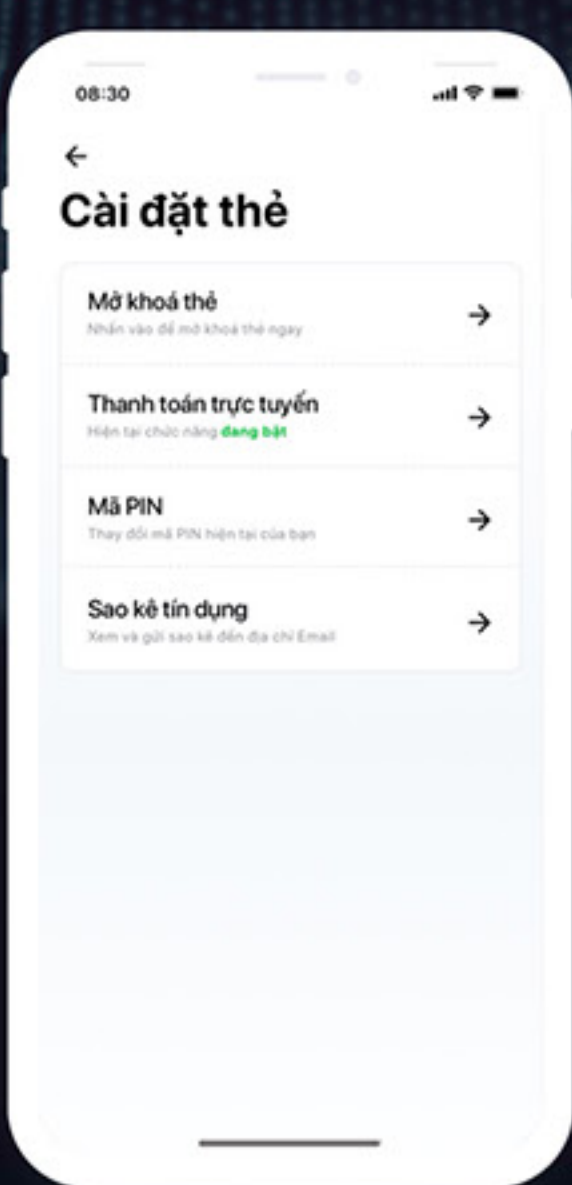 08:30
Cài đặt thẻ
Mở khoá thẻ
Nhấn vào để mở khoá thẻ ngay
Thanh toán trực tuyến
Hiện tại chức năng đang bật
Mã PIN
Thay đổi mã PIN hiện tại của bạn
Sao kê tín dụng
Xem và gửi sao kê đến địa chỉ Email